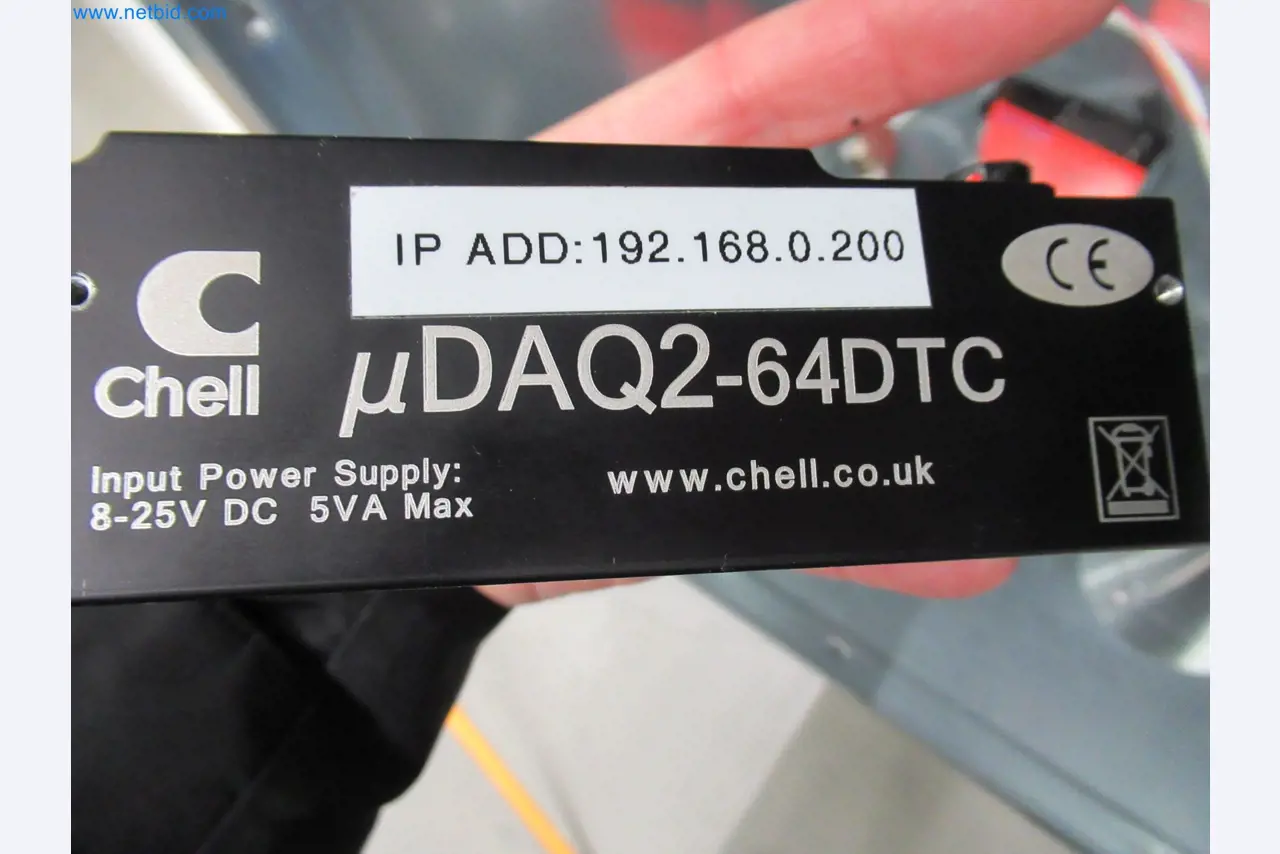 www.netbid.com
IP ADD:192.168.0.200
CE
Chell
µDAQ2-64DTC
Input Power Supply:
8-25V DC 5VA Max
www.chell.co.uk